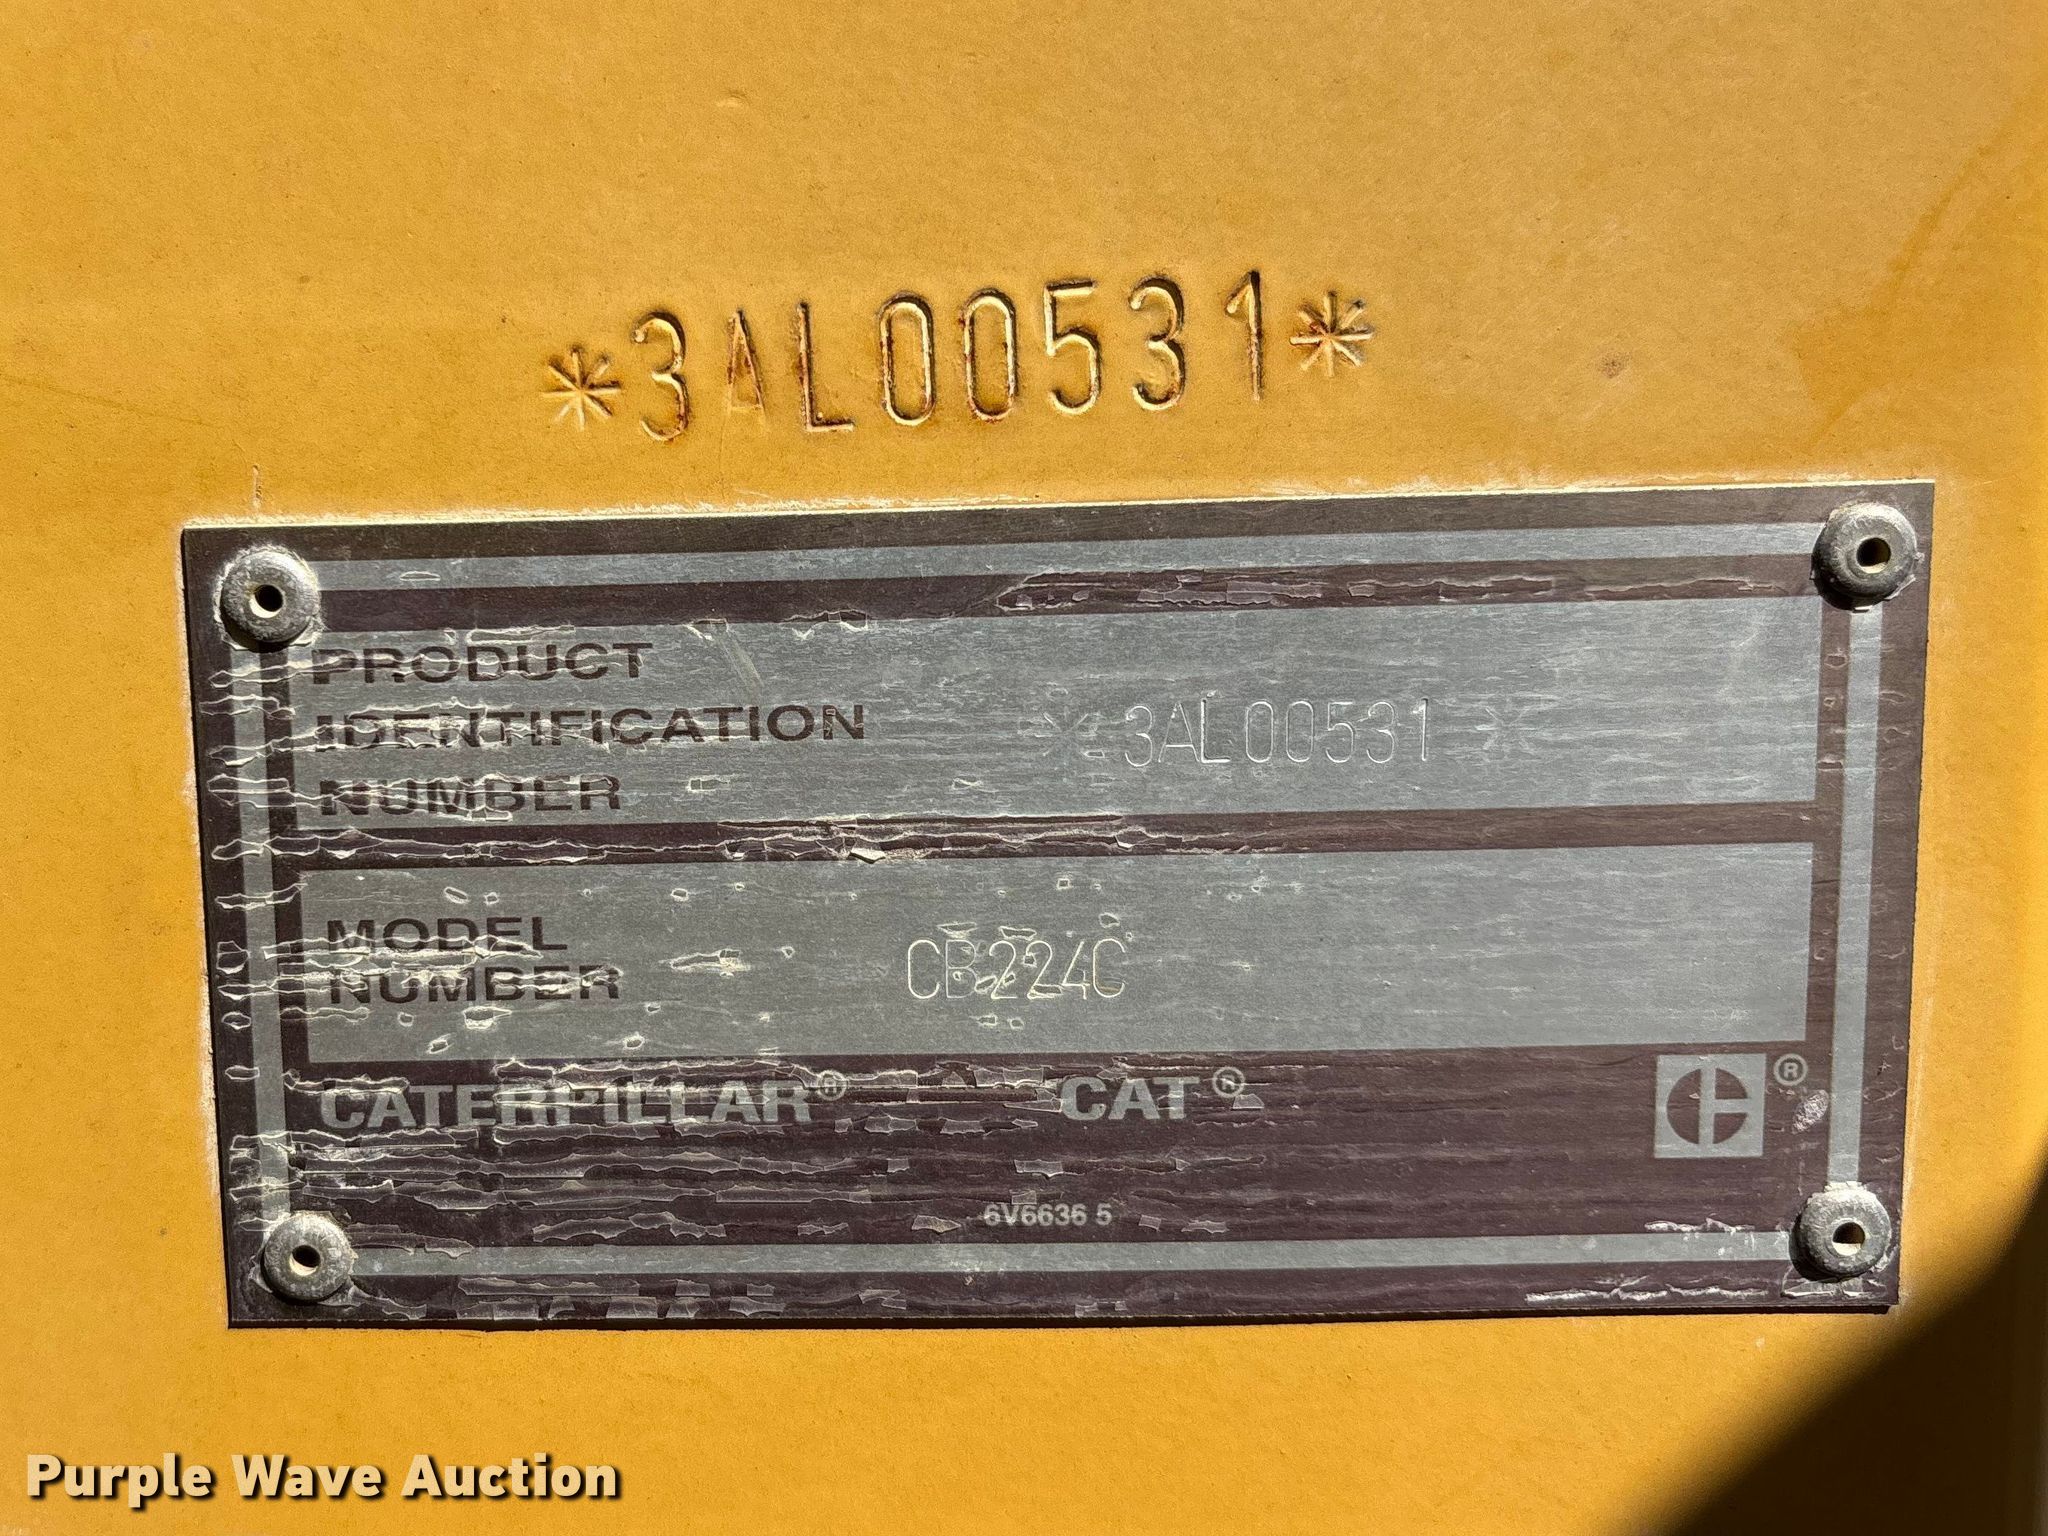 *3AL00531*
PRODUCT
IDENTIFICATION
NUMBER
*3AL00531*
MODEL
NUMBER
CB224C
CATERPILLAR® CAT® ®
6V6636 5
Purple Wave Auction